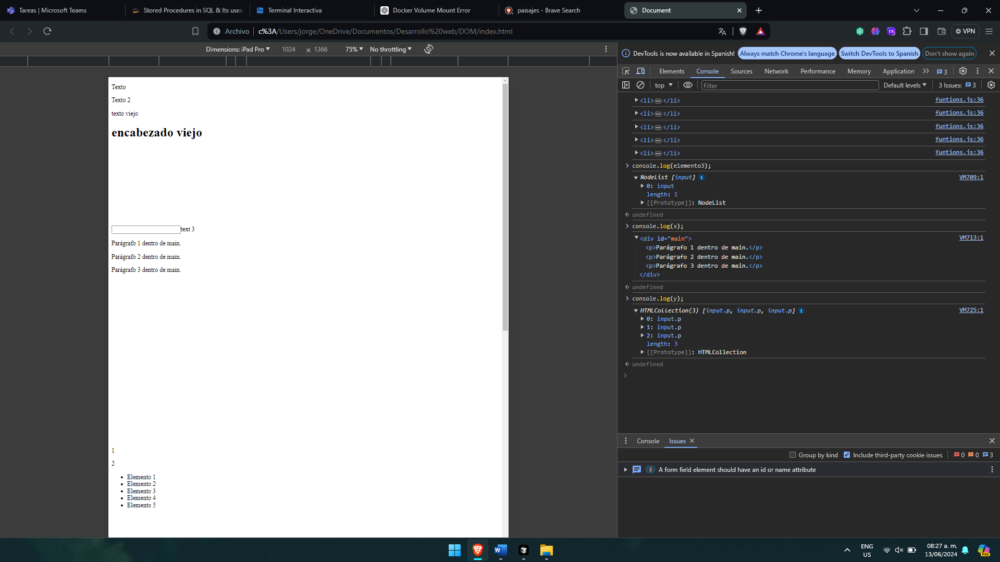 Tareas | Microsoft Teams
Stored Procedures in SQL & Its uses
Terminal Interactiva
Docker Volume Mount Error
paisajes - Brave Search
Document
Archivo
c%3A/Users/jorge/OneDrive/Documentos/Desarrollo%20web/DOM/index.html
VPN
Dimensions: iPad Pro
1024
×
1366
75%
No throttling
Texto
Texto 2
texto viejo
encabezado viejo
text 3
Parágrafo 1 dentro de main.
Parágrafo 2 dentro de main.
Parágrafo 3 dentro de main.
1
2
Elemento 1
Elemento 2
Elemento 3
Elemento 4
Elemento 5
DevTools is now available in Spanish!
Always match Chrome's language
Switch DevTools to Spanish
Don't show again
Elements
Console
Sources
Network
Performance
Memory
Application
3
top
Filter
Default levels
3 Issues:
3
<li>…</li> funtions.js:36
<li>…</li> funtions.js:36
<li>…</li> funtions.js:36
<li>…</li> funtions.js:36
<li>…</li> funtions.js:36
console.log(elemento3);
NodeList [input] i VM709:1
0: input
length: 1
[[Prototype]]: NodeList
undefined
console.log(x);
<div id="main"> VM713:1
<p>Parágrafo 1 dentro de main.</p>
<p>Parágrafo 2 dentro de main.</p>
<p>Parágrafo 3 dentro de main.</p>
</div>
undefined
console.log(y);
HTMLCollection(3) [input.p, input.p, input.p] i VM725:1
0: input.p
1: input.p
2: input.p
length: 3
[[Prototype]]: HTMLCollection
undefined
Console
Issues
Group by kind
Include third-party cookie issues
0
0
3
3 A form field element should have an id or name attribute
ENG
US
08:27 a. m.
13/06/2024